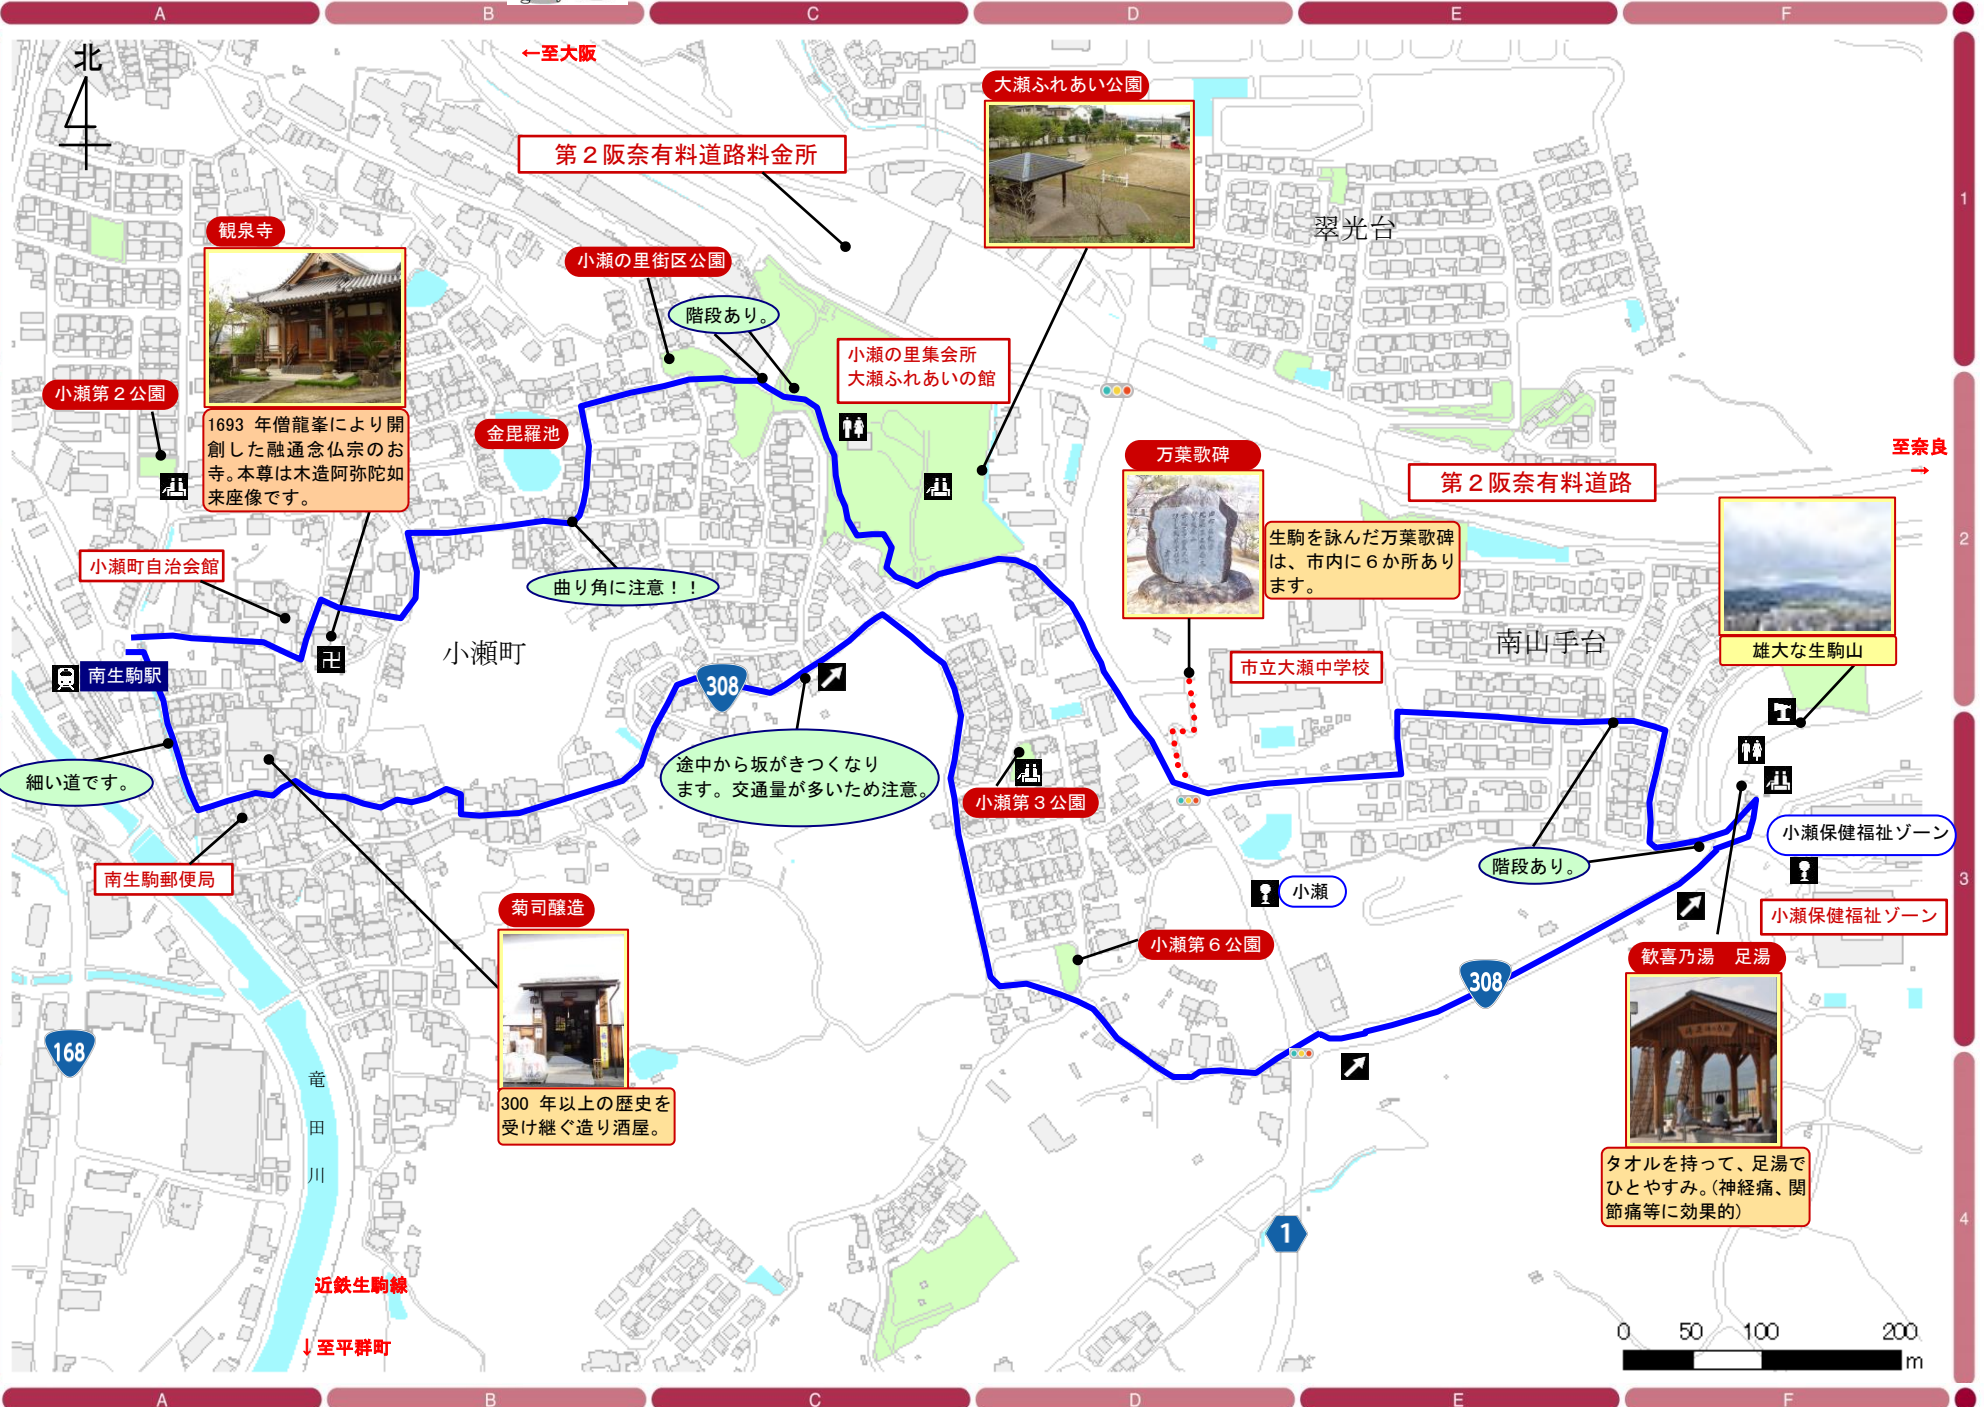 A B C D E F
北
←至大阪
大瀬ふれあい公園
第２阪奈有料道路料金所
1
翠光台
観泉寺
小瀬の里街区公園
階段あり。
小瀬の里集会所
大瀬ふれあいの館
小瀬第２公園
1693 年僧龍峯により開
創した融通念仏宗のお
寺。本尊は木造阿弥陀如
来座像です。
金毘羅池
万葉歌碑
至奈良
→
第２阪奈有料道路
生駒を詠んだ万葉歌碑
は、市内に６か所あり
ます。
2
小瀬町自治会館
曲り角に注意！！
小瀬町
南山手台
雄大な生駒山
市立大瀬中学校
卍
南生駒駅
308
細い道です。
途中から坂がきつくなり
ます。交通量が多いため注意。
小瀬第３公園
小瀬保健福祉ゾーン
階段あり。
3
南生駒郵便局
小瀬
菊司醸造
小瀬保健福祉ゾーン
小瀬第６公園
歓喜乃湯　足湯
308
168
竜
田
川
300 年以上の歴史を
受け継ぐ造り酒屋。
タオルを持って、足湯で
ひとやすみ。（神経痛、関
節痛等に効果的）
1
4
近鉄生駒線
↓至平群町
0 50 100 200
m
A B C D E F